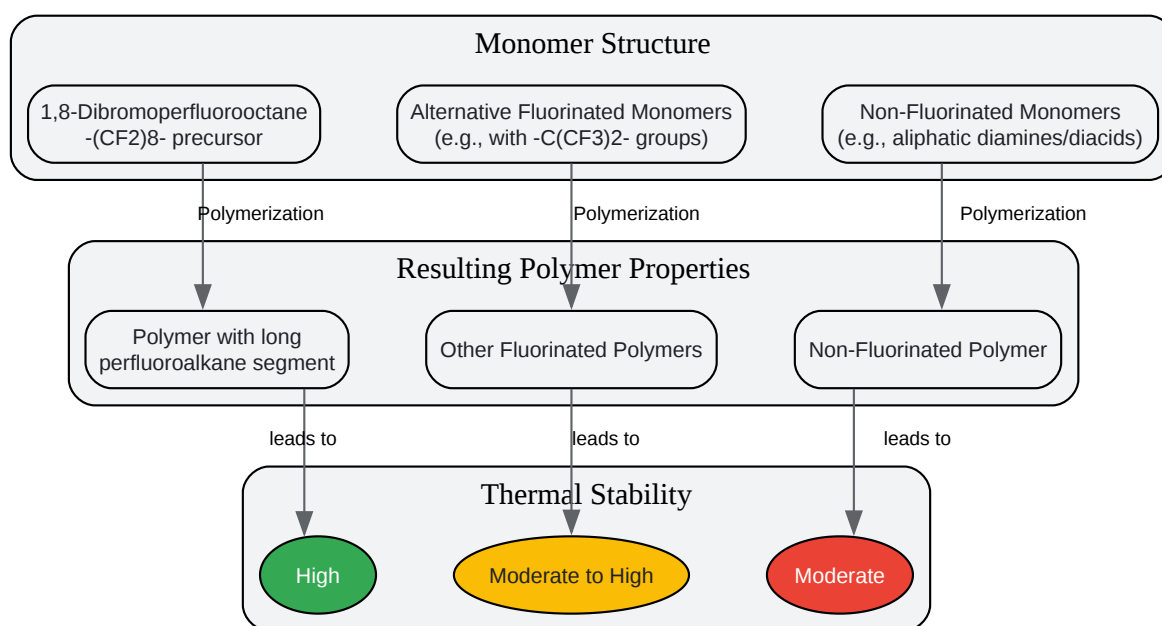 Monomer Structure
1,8-Dibromoperfluorooctane
-(CF2)8- precursor
Alternative Fluorinated Monomers
(e.g., with -C(CF3)2- groups)
Non-Fluorinated Monomers
(e.g., aliphatic diamines/diacids)
Polymerization
Polymerization
Polymerization
Resulting Polymer Properties
Polymer with long
perfluoroalkane segment
Other Fluorinated Polymers
Non-Fluorinated Polymer
leads to
leads to
leads to
Thermal Stability
High
Moderate to High
Moderate